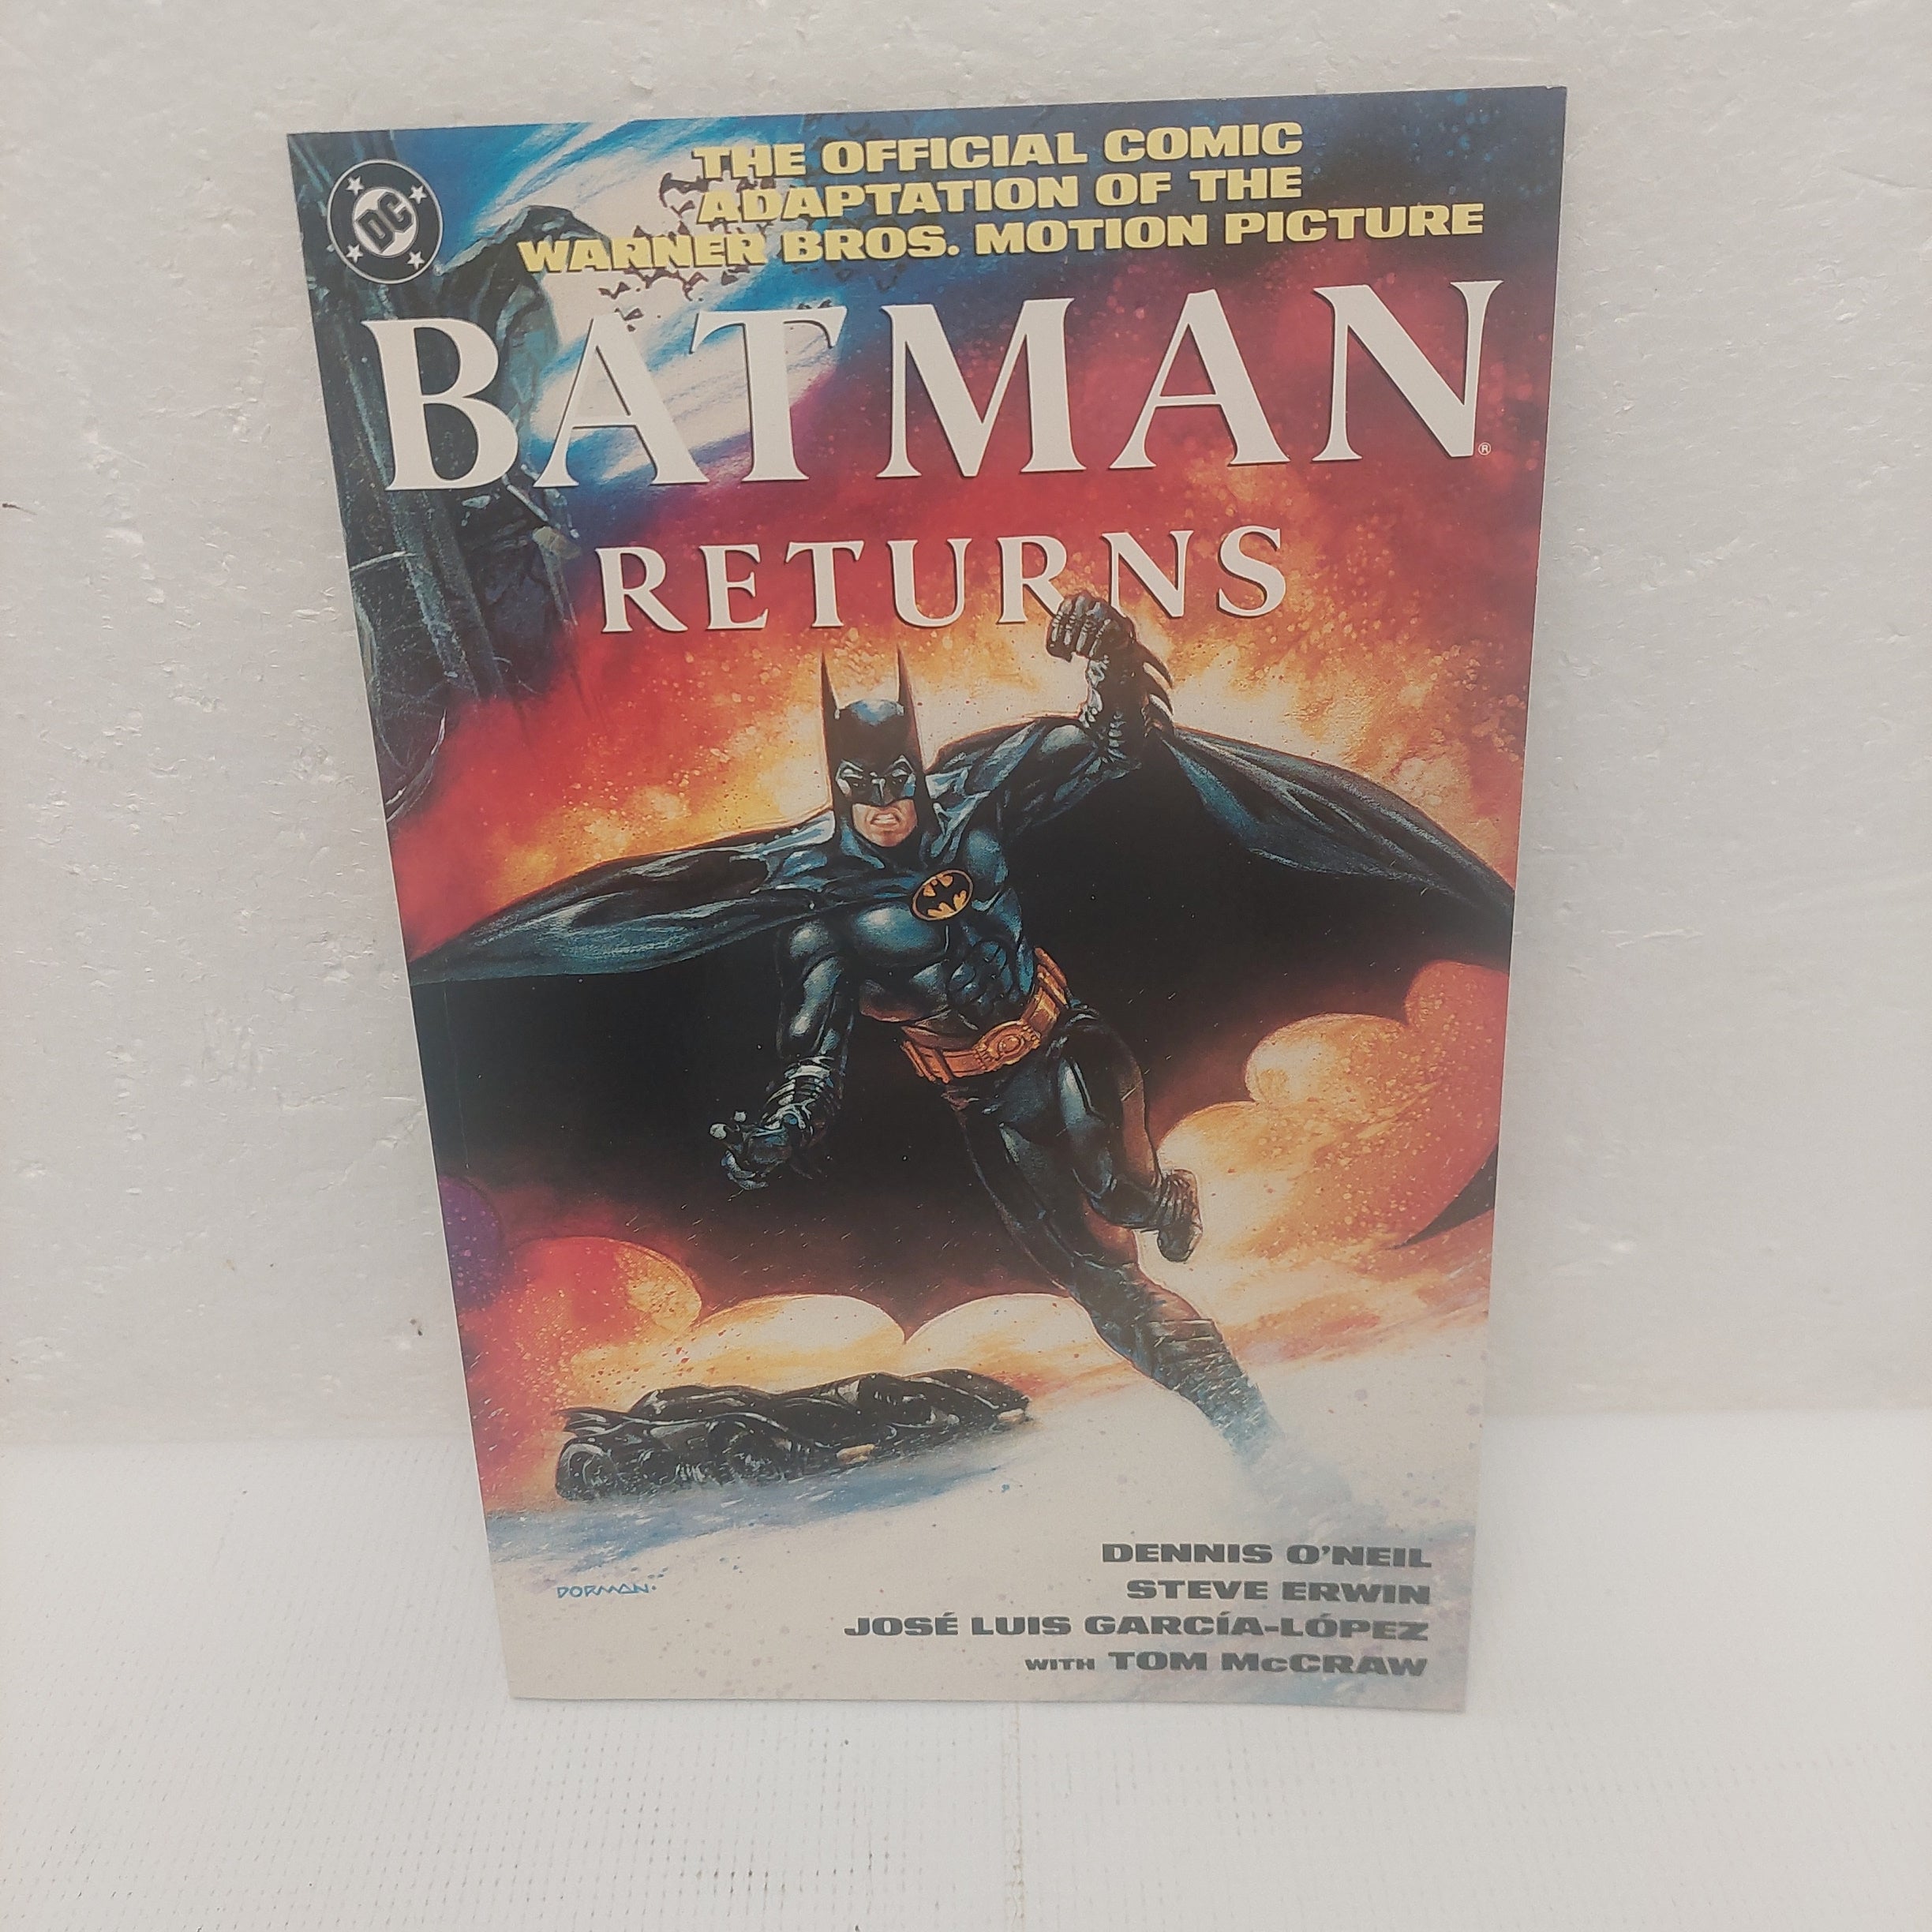 DC
THE OFFICIAL COMIC
ADAPTATION OF THE
WARNER BROS. MOTION PICTURE
BATMAN®
RETURNS
DORMAN.
DENNIS O'NEIL
STEVE ERWIN
JOSÉ LUIS GARCÍA-LÓPEZ
WITH TOM McCRAW